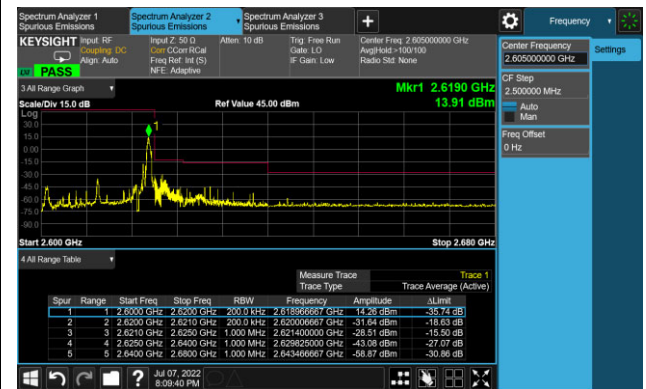 Spectrum Analyzer 1
Spurious Emissions
Spectrum Analyzer 2
Spurious Emissions
Spectrum Analyzer 3
Spurious Emissions
+
Frequency
KEYSIGHT
Input: RF
Coupling: DC
Align: Auto
Input Z: 50 Ω
Corr CCorr RCal
Freq Ref: Int (S)
NFE: Adaptive
Atten: 10 dB
Trig: Free Run
Gate: LO
IF Gain: Low
Center Freq: 2.605000000 GHz
Avg|Hold:>100/100
Radio Std: None
PASS
Center Frequency
2.605000000 GHz
Settings
CF Step
2.500000 MHz
Auto
Man
Freq Offset
0 Hz
3 All Range Graph
Mkr1 2.6190 GHz
Scale/Div 15.0 dB
Ref Value 45.00 dBm
13.91 dBm
Log
30.0
15.0
0.00
-15.0
-30.0
-45.0
-60.0
-75.0
-90.0
1
Start 2.600 GHz
Stop 2.680 GHz
4 All Range Table
Measure Trace Trace 1
Trace Type Trace Average (Active)
Spur Range Start Freq Stop Freq RBW Frequency Amplitude ΔLimit
1 1 2.6000 GHz 2.6200 GHz 200.0 kHz 2.618966667 GHz 14.26 dBm -35.74 dB
2 2 2.6200 GHz 2.6210 GHz 200.0 kHz 2.620006667 GHz -31.64 dBm -18.63 dB
3 3 2.6210 GHz 2.6250 GHz 1.000 MHz 2.621400000 GHz -28.51 dBm -15.50 dB
4 4 2.6250 GHz 2.6400 GHz 1.000 MHz 2.629825000 GHz -43.08 dBm -27.07 dB
5 5 2.6400 GHz 2.6800 GHz 1.000 MHz 2.643466667 GHz -58.87 dBm -30.86 dB
?
Jul 07, 2022
8:09:40 PM